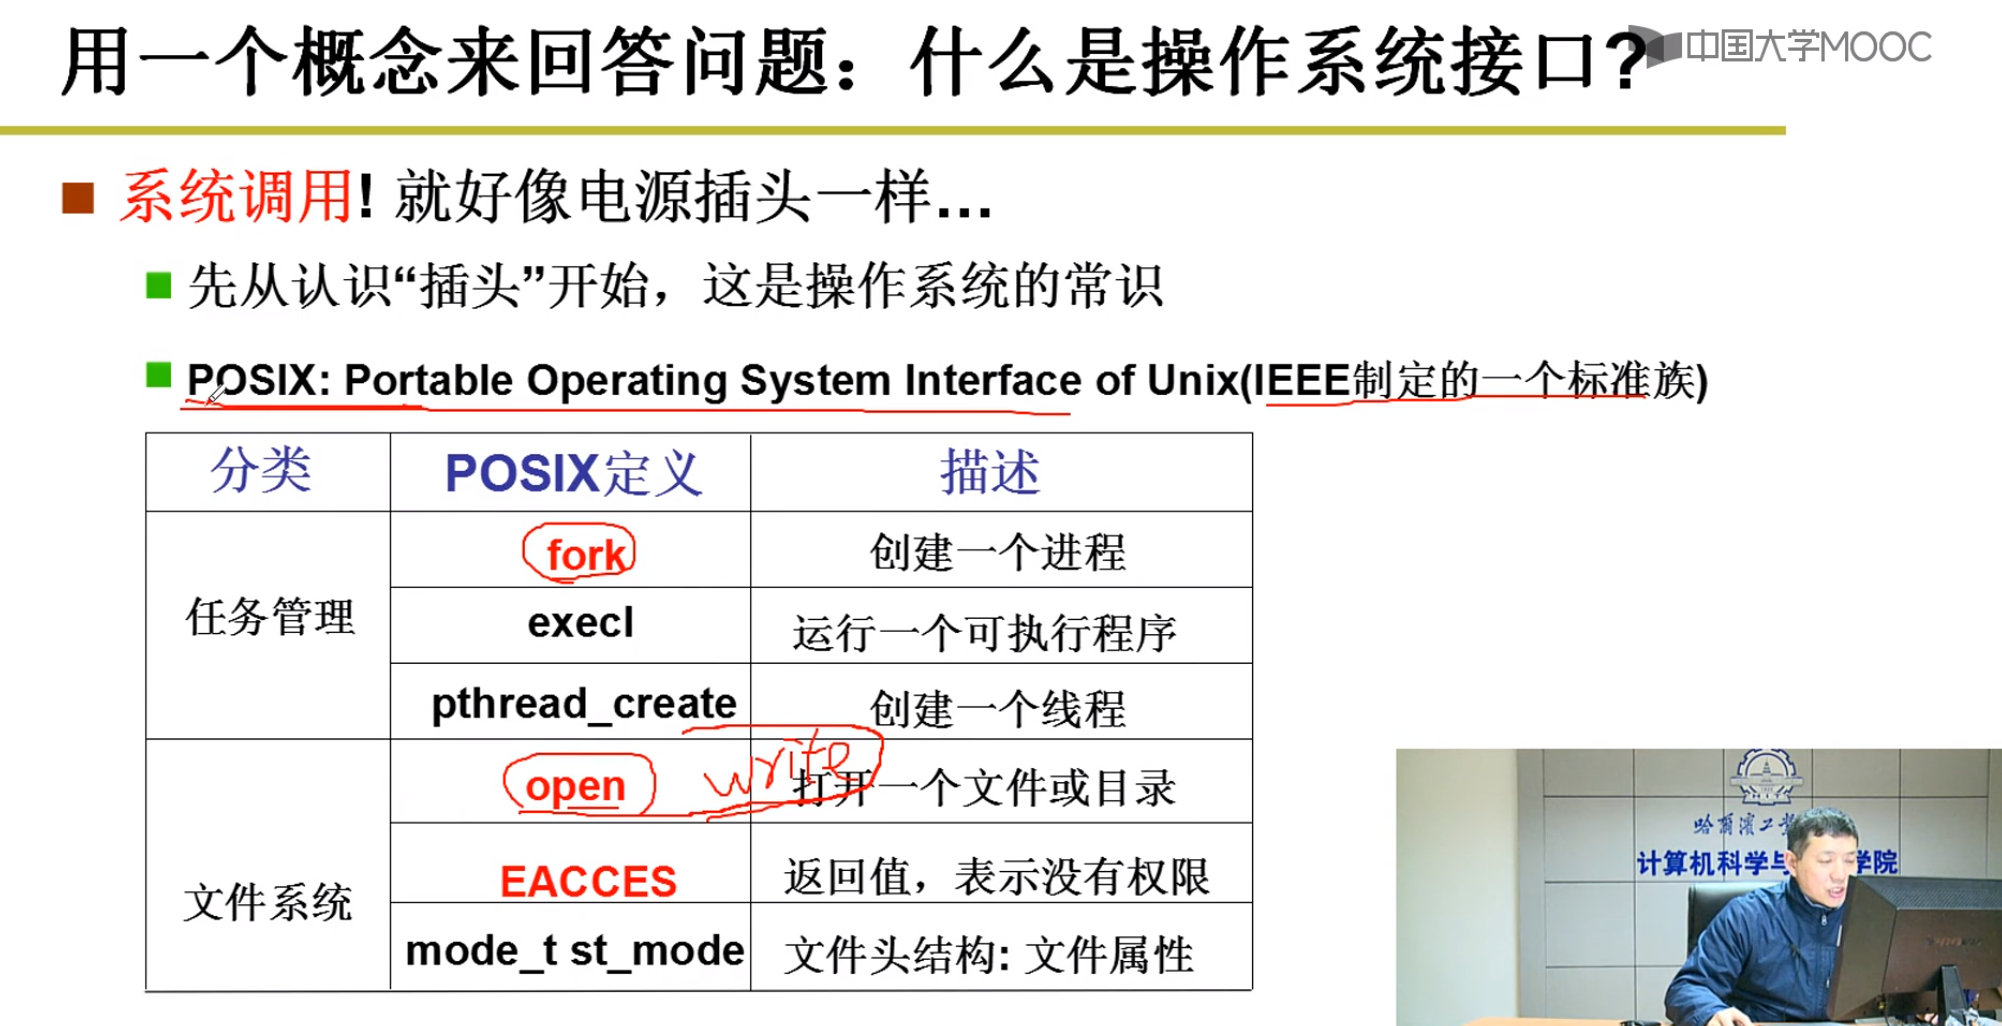 用一个概念来回答问题：什么是操作系统接口?
中国大学MOOC
系统调用! 就好像电源插头一样…
先从认识“插头”开始，这是操作系统的常识
POSIX: Portable Operating System Interface of Unix(IEEE制定的一个标准族)
分类 POSIX定义 描述
任务管理
fork 创建一个进程
execl 运行一个可执行程序
pthread_create 创建一个线程
文件系统
open write 打开一个文件或目录
EACCES 返回值，表示没有权限
mode_t st_mode 文件头结构: 文件属性
HIT
哈尔滨工
计算机科学与 学院